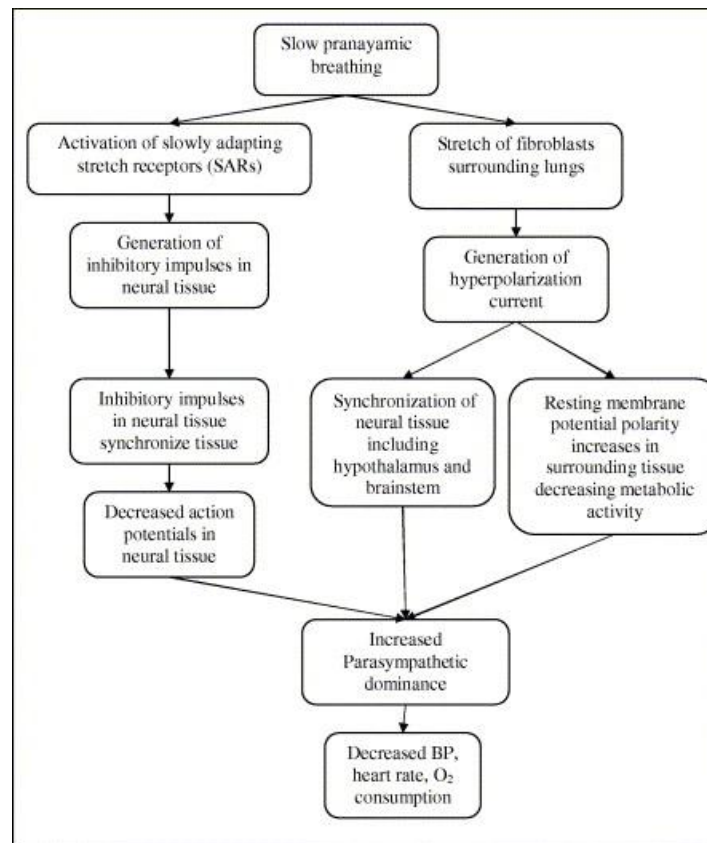 Slow pranayamic
breathing
Activation of slowly adapting
stretch receptors (SARs)
Stretch of fibroblasts
surrounding lungs
Generation of
inhibitory impulses in
neural tissue
Generation of
hyperpolarization
current
Inhibitory impulses
in neural tissue
synchronize tissue
Synchronization of
neural tissue
including
hypothalamus and
brainstem
Resting membrane
potential polarity
increases in
surrounding tissue
decreasing metabolic
activity
Decreased action
potentials in
neural tissue
Increased
Parasympathetic
dominance
Decreased BP,
heart rate, O₂
consumption